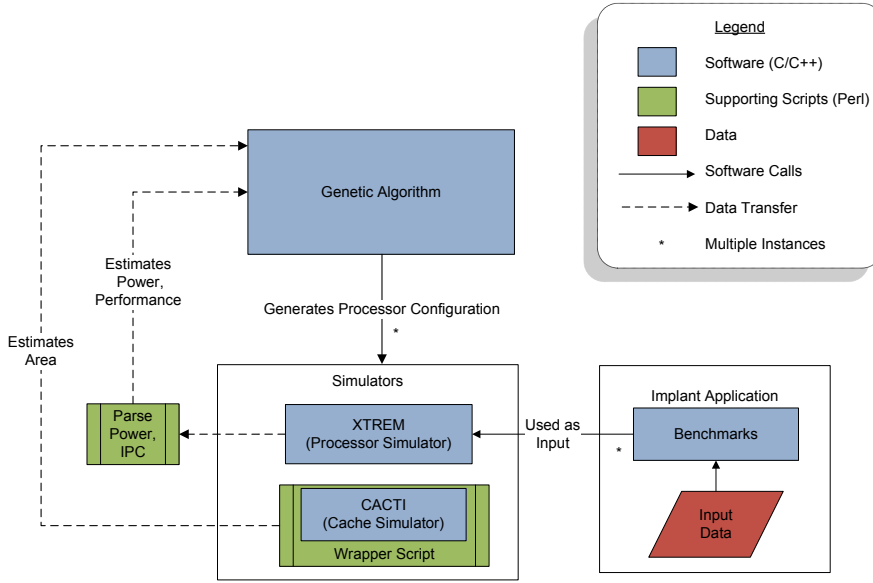 Legend
Software (C/C++)
Supporting Scripts (Perl)
Data
Software Calls
Data Transfer
*
Multiple Instances
Genetic Algorithm
Estimates
Power,
Performance
Generates Processor Configuration
*
Estimates
Area
Simulators
Implant Application
Parse
Power,
IPC
XTREM
(Processor Simulator)
Used as
Input
*
Benchmarks
CACTI
(Cache Simulator)
Wrapper Script
Input
Data